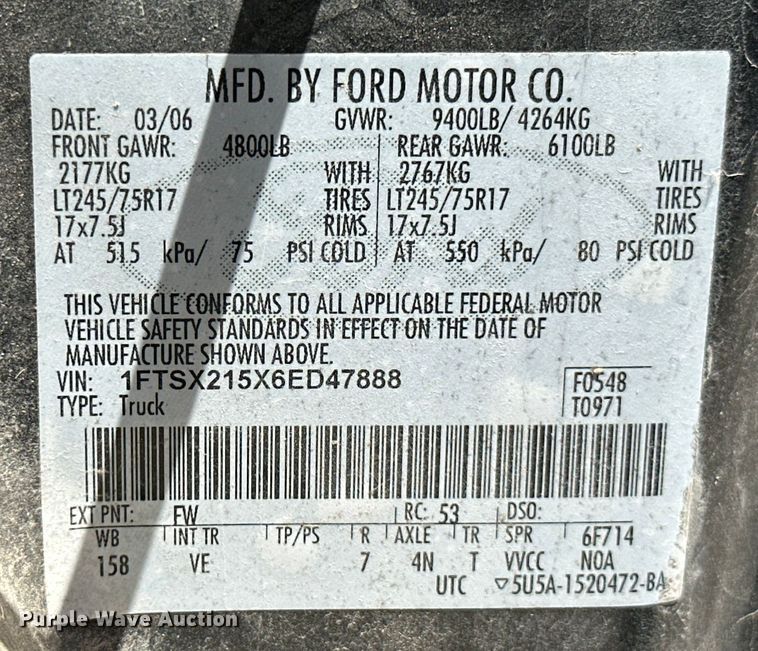 MFD. BY FORD MOTOR CO.
DATE: 03/06 GVWR: 9400LB/ 4264KG
FRONT GAWR: 4800LB REAR GAWR: 6100LB
2177KG WITH 2767KG WITH
LT245/75R17 TIRES LT245/75R17 TIRES
17x7.5J RIMS 17x7.5J RIMS
AT 515 kPa/ 75 PSI COLD AT 550 kPa/ 80 PSI COLD
THIS VEHICLE CONFORMS TO ALL APPLICABLE FEDERAL MOTOR
VEHICLE SAFETY STANDARDS IN EFFECT ON THE DATE OF
MANUFACTURE SHOWN ABOVE.
VIN: 1FTSX215X6ED47888 F0548
TYPE: Truck T0971
EXT PNT: FW RC: 53 DSO:
WB INT TR TP/PS R AXLE TR SPR 6F714
158 VE 7 4N T VVCC NOA
UTC ▽5U5A-1520472-BA
Purple Wave Auction